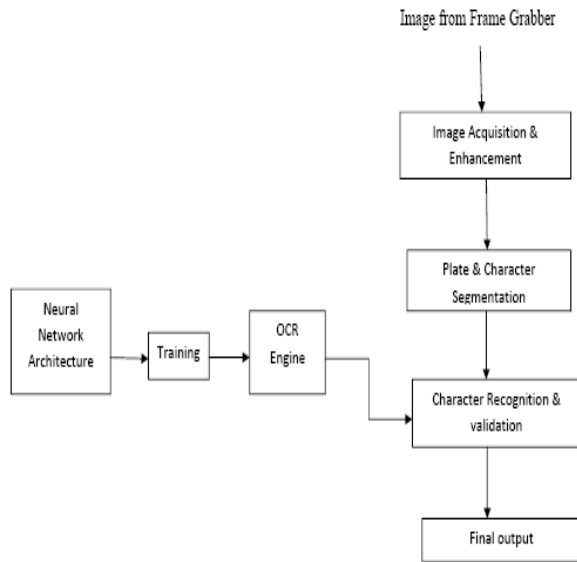 Image from Frame Grabber
Image Acquisition &
Enhancement
Plate & Character
Segmentation
Neural
Network
Architecture
Training
OCR
Engine
Character Recognition &
validation
Final output